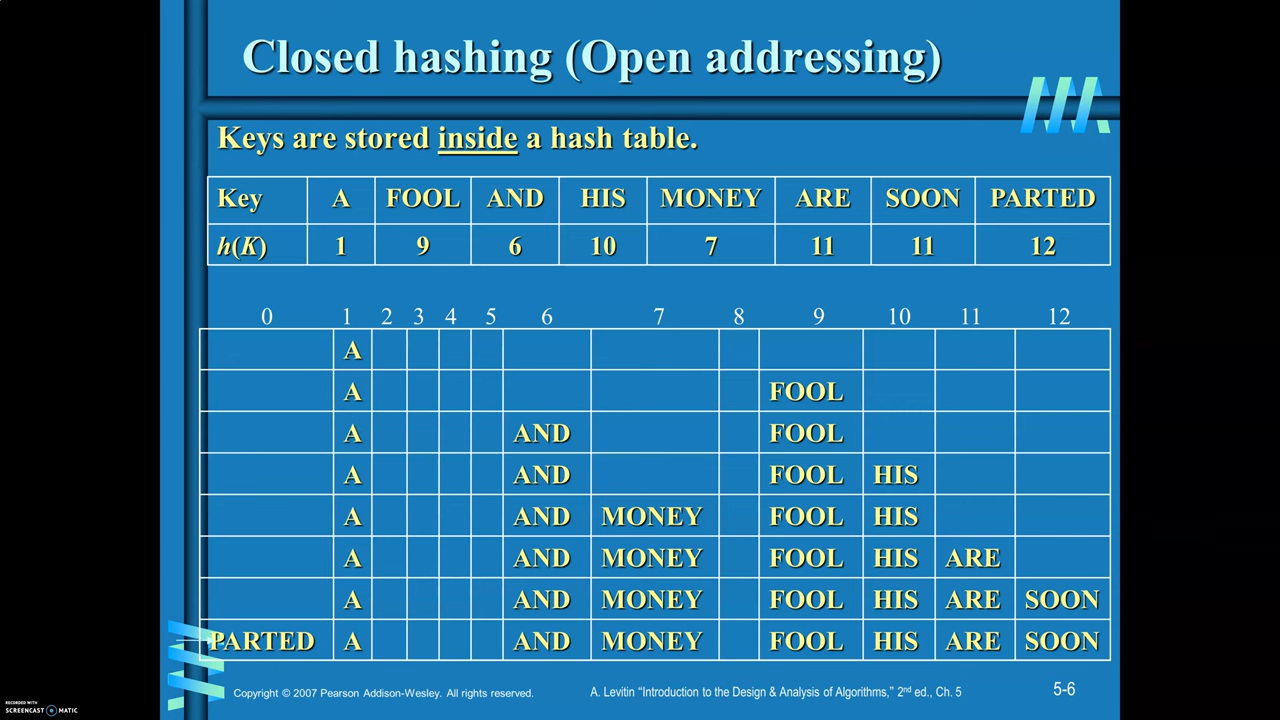 Closed hashing (Open addressing)
Keys are stored inside a hash table.
Key A FOOL AND HIS MONEY ARE SOON PARTED
h(K) 1 9 6 10 7 11 11 12
0 1 2 3 4 5 6 7 8 9 10 11 12
A
A FOOL
A AND FOOL
A AND FOOL HIS
A AND MONEY FOOL HIS
A AND MONEY FOOL HIS ARE
A AND MONEY FOOL HIS ARE SOON
PARTED A AND MONEY FOOL HIS ARE SOON
Copyright © 2007 Pearson Addison-Wesley. All rights reserved. A. Levitin “Introduction to the Design & Analysis of Algorithms,” 2nd ed., Ch. 5 5-6
RECORDED WITH
SCREENCAST MATIC